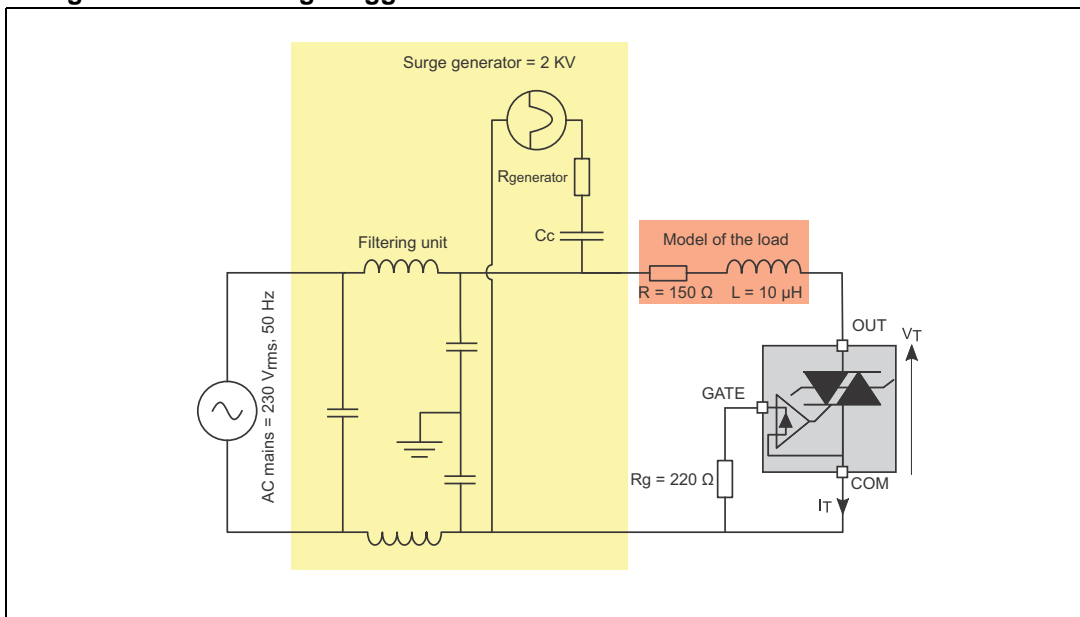 Surge generator = 2 KV
Rgenerator
Cc
Filtering unit
Model of the load
R = 150 Ω L = 10 µH
AC mains = 230 Vrms, 50 Hz
OUT
VT
GATE
Rg = 220 Ω
COM
IT